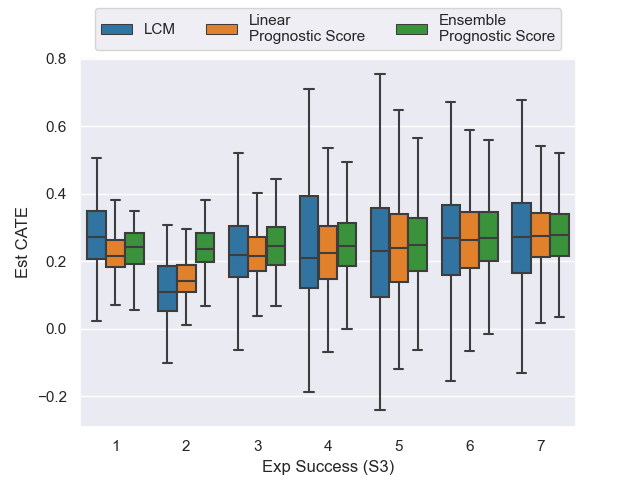 LCM
Linear
Prognostic Score
Ensemble
Prognostic Score
0.8
0.6
0.4
0.2
0.0
−0.2
Est CATE
1 2 3 4 5 6 7
Exp Success (S3)